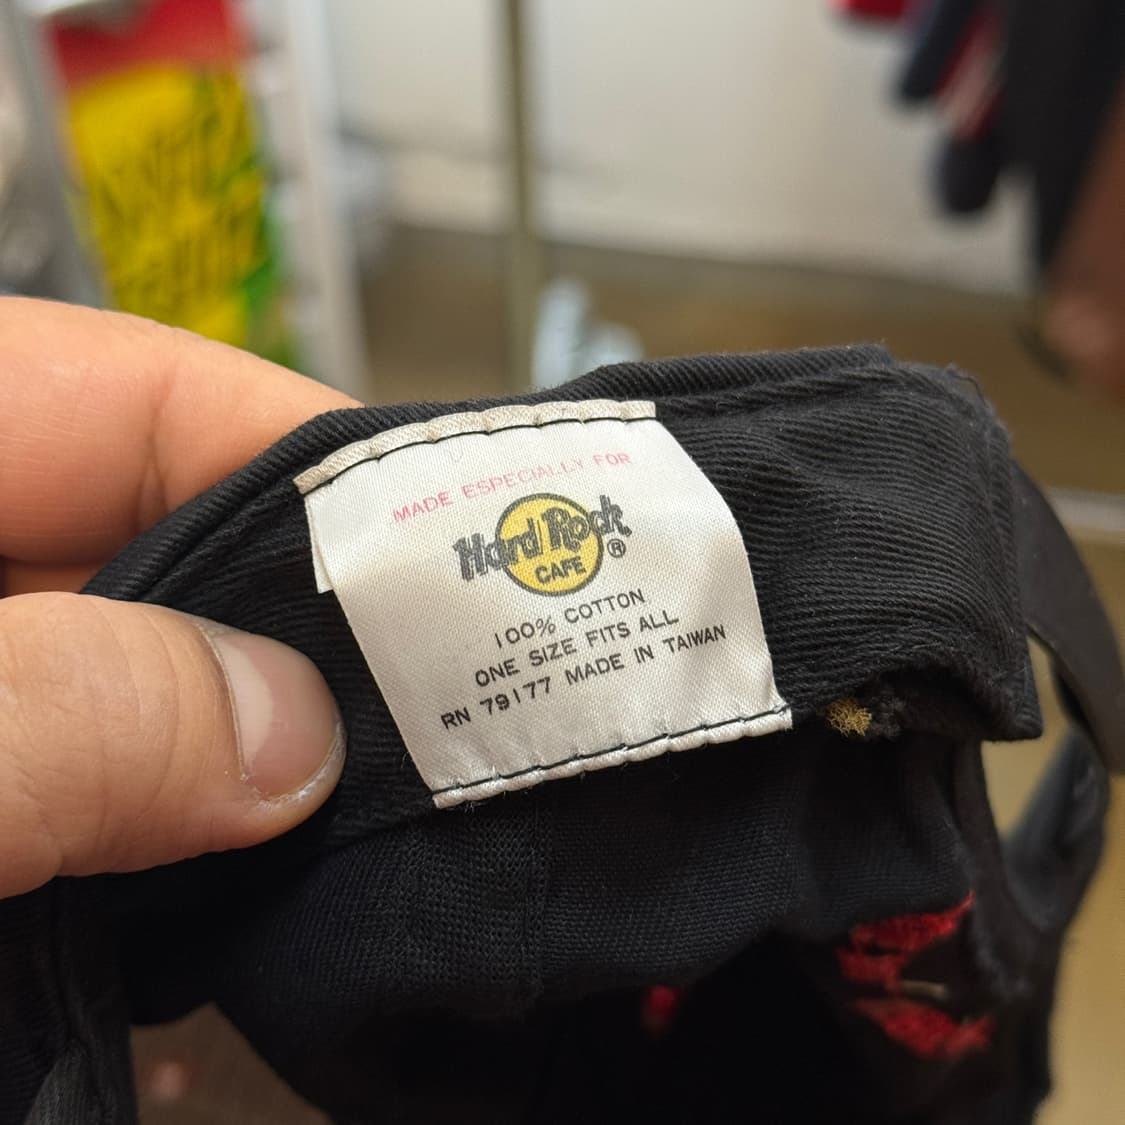 MADE ESPECIALLY FOR
Hard Rock
®
CAFE
100% COTTON
ONE SIZE FITS ALL
RN 79177 MADE IN TAIWAN